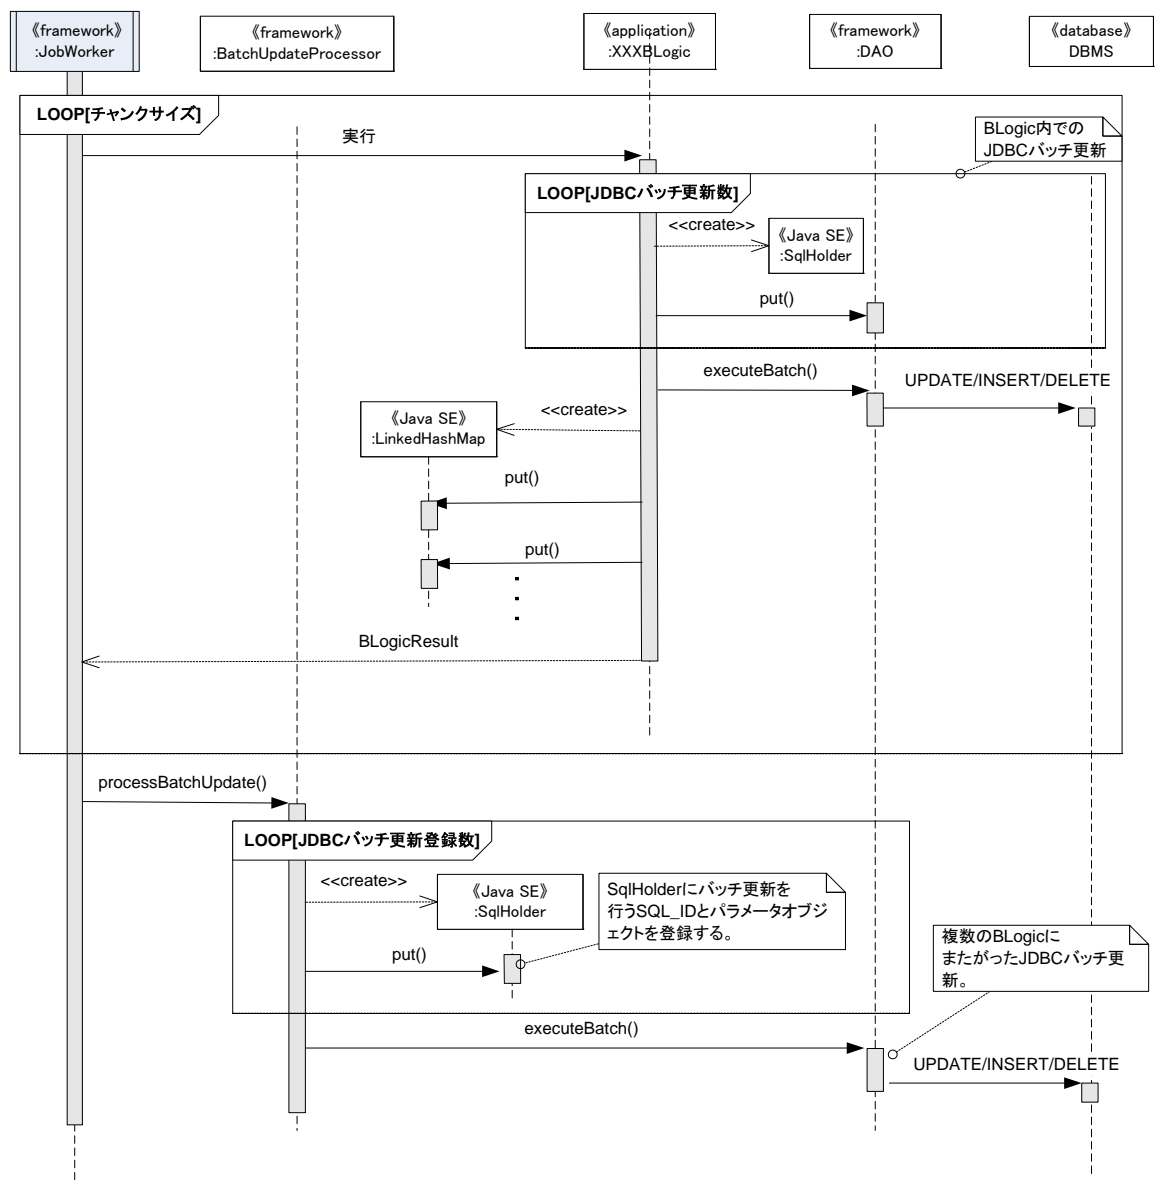 《framework》
:JobWorker
《framework》
:BatchUpdateProcessor
《application》
:XXXBLogic
《framework》
:DAO
《database》
DBMS
LOOP[チャンクサイズ]
実行
BLogic内での
JDBCバッチ更新
LOOP[JDBCバッチ更新数]
<<create>>
《Java SE》
:SqlHolder
put()
executeBatch()
UPDATE/INSERT/DELETE
《Java SE》
:LinkedHashMap
<<create>>
put()
put()
BLogicResult
processBatchUpdate()
LOOP[JDBCバッチ更新登録数]
<<create>>
《Java SE》
:SqlHolder
SqlHolderにバッチ更新を
行うSQL_IDとパラメータオブジ
ェクトを登録する。
put()
複数のBLogicに
またがったJDBCバッチ更
新。
executeBatch()
UPDATE/INSERT/DELETE